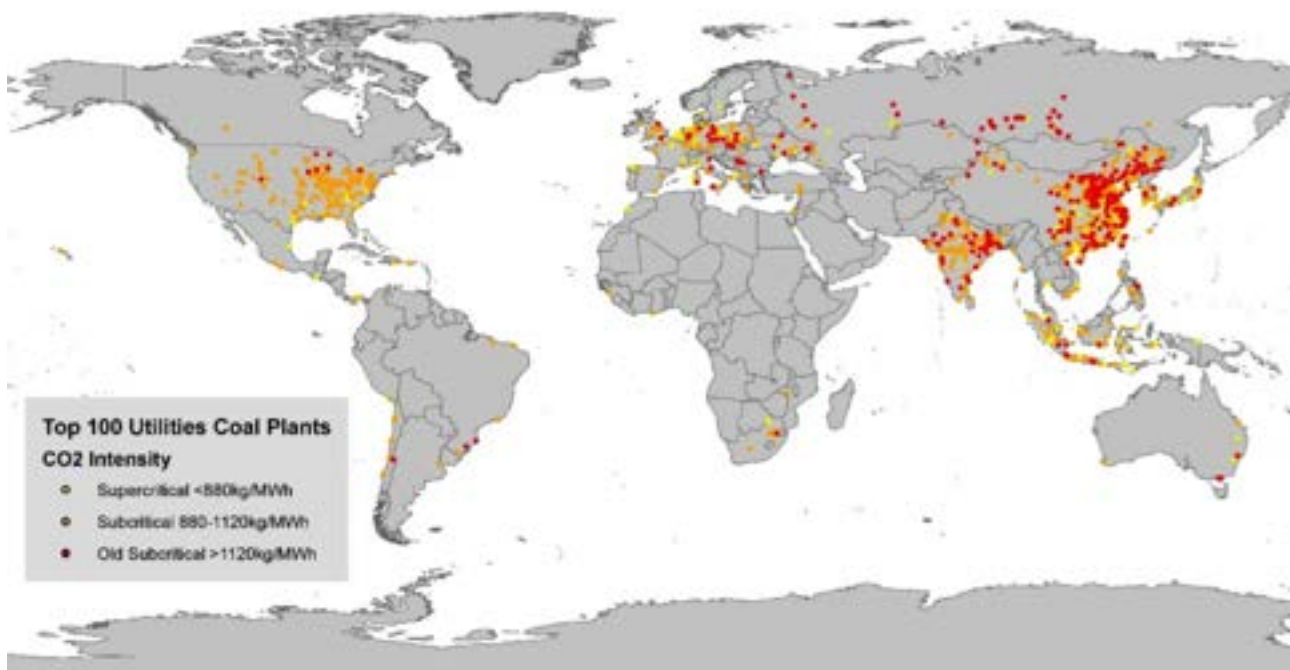 Top 100 Utilities Coal Plants
CO2 Intensity
Supercritical <880kg/MWh
Subcritical 880-1120kg/MWh
Old Subcritical >1120kg/MWh